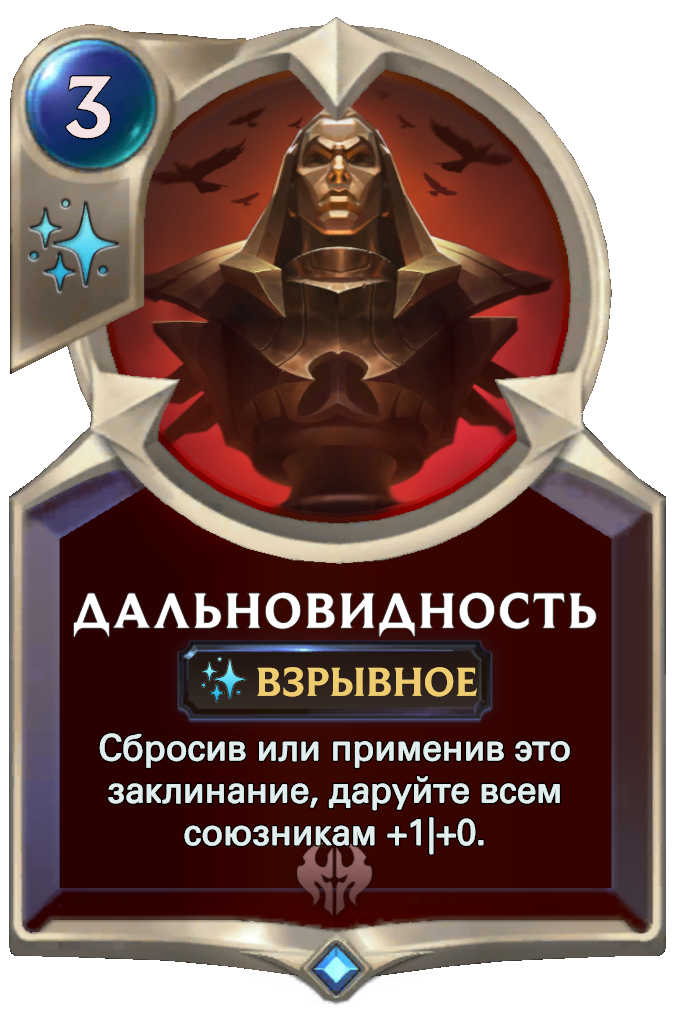 3
ДАЛЬНОВИДНОСТЬ
ВЗРЫВНОЕ
Сбросив или применив это
заклинание, даруйте всем
союзникам +1|+0.